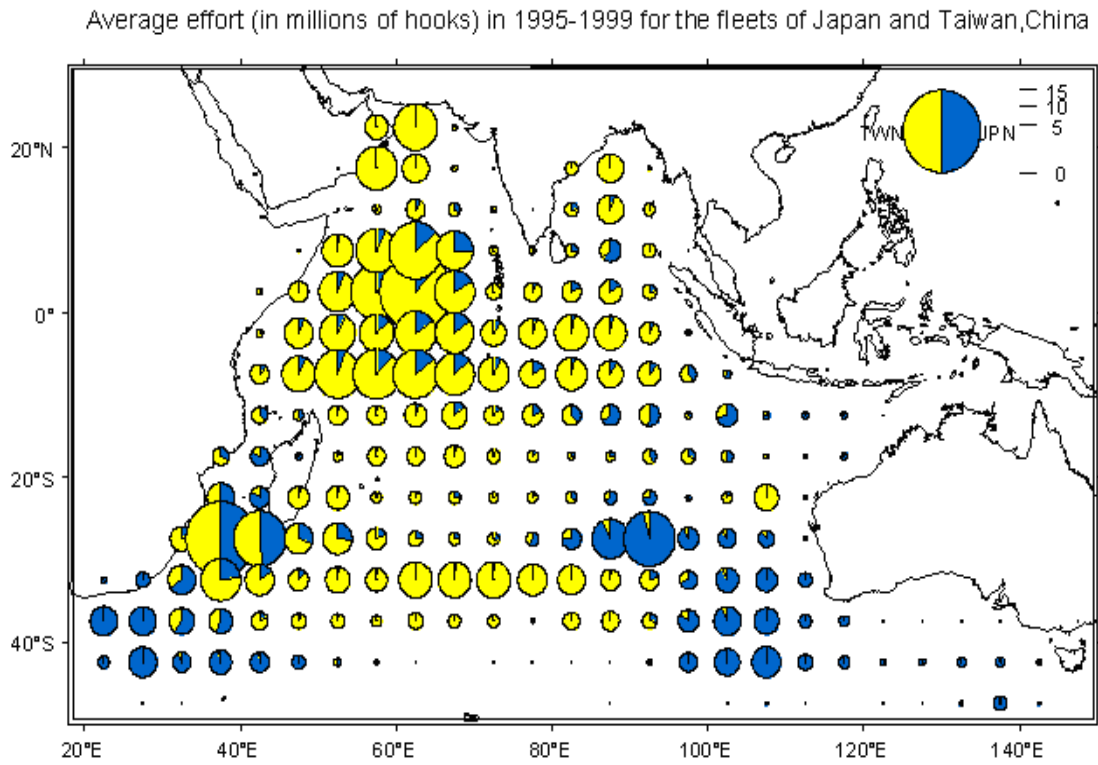 Average effort (in millions of hooks) in 1995-1999 for the fleets of Japan and Taiwan,China
15
10
TWN JPN 5
0
20°N
0°
20°S
40°S
20°E 40°E 60°E 80°E 100°E 120°E 140°E